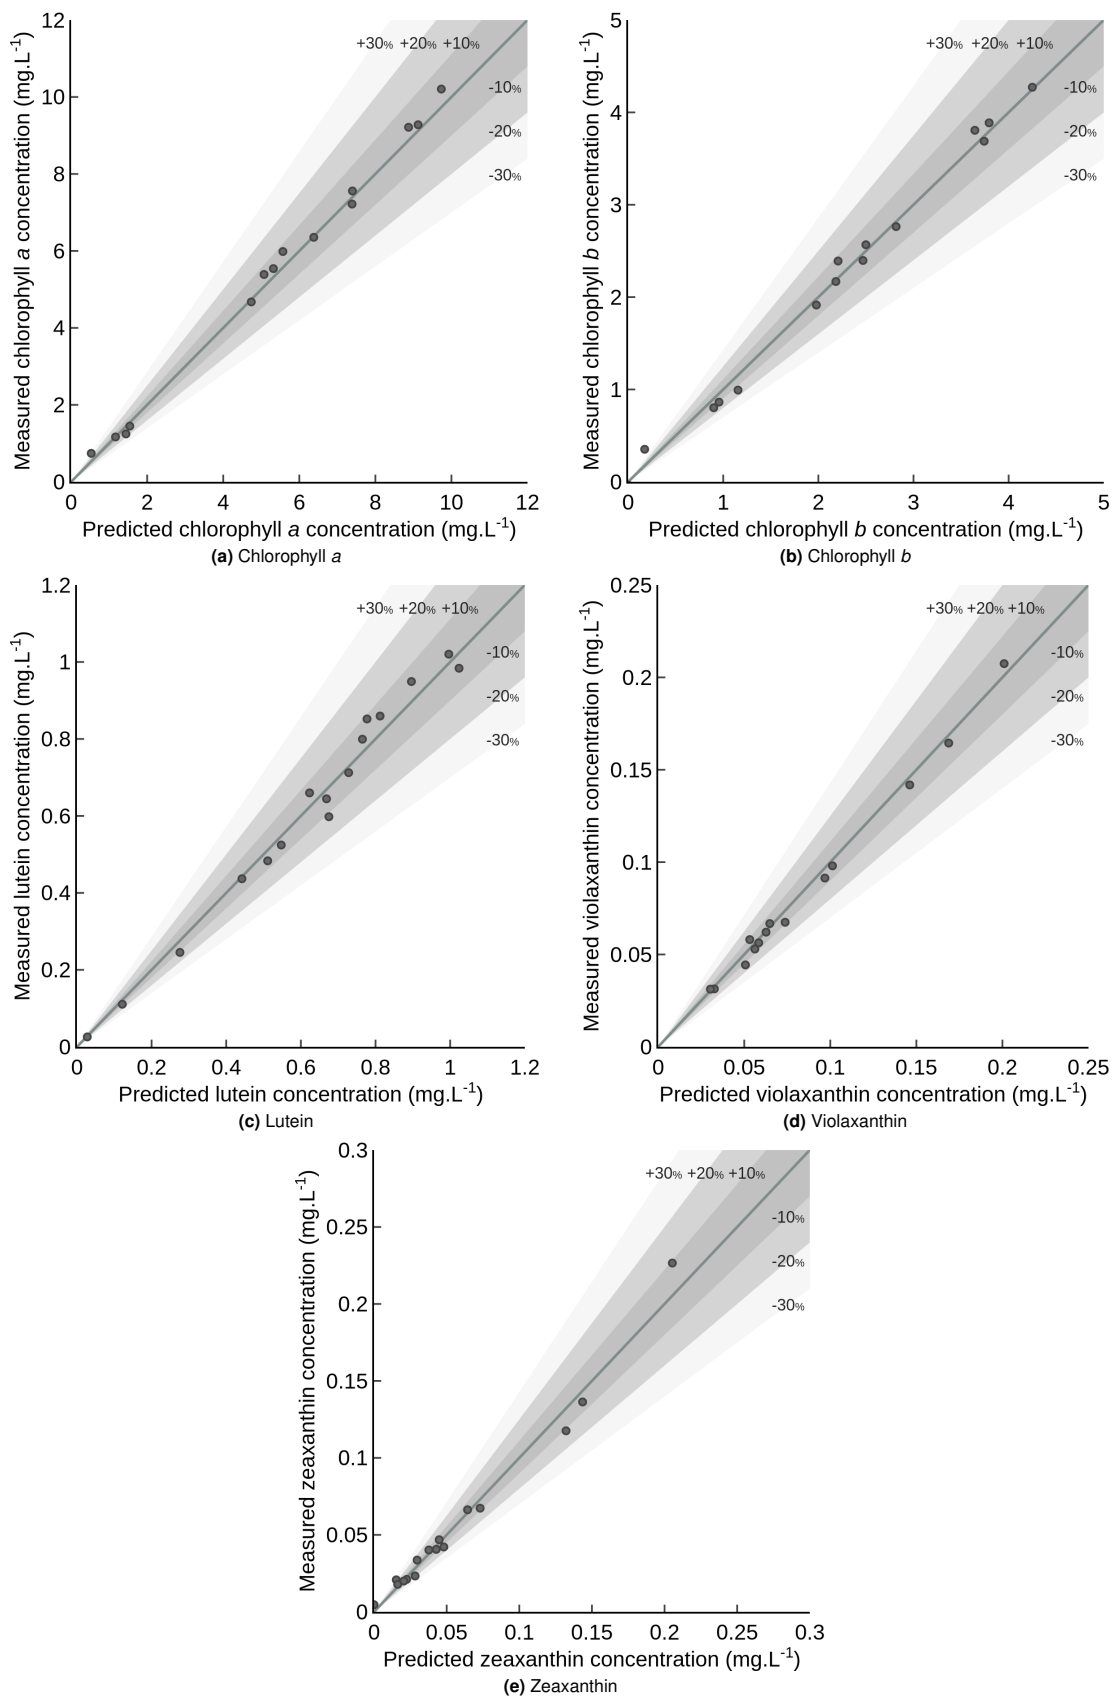 12
10
8
6
4
2
0
0 2 4 6 8 10 12
+30% +20% +10%
-10%
-20%
-30%
Measured chlorophyll a concentration (mg.L-1)
Predicted chlorophyll a concentration (mg.L-1)
(a) Chlorophyll a
5
4
3
2
1
0
0 1 2 3 4 5
+30% +20% +10%
-10%
-20%
-30%
Measured chlorophyll b concentration (mg.L-1)
Predicted chlorophyll b concentration (mg.L-1)
(b) Chlorophyll b
1.2
1
0.8
0.6
0.4
0.2
0
0 0.2 0.4 0.6 0.8 1 1.2
+30% +20% +10%
-10%
-20%
-30%
Measured lutein concentration (mg.L-1)
Predicted lutein concentration (mg.L-1)
(c) Lutein
0.25
0.2
0.15
0.1
0.05
0
0 0.05 0.1 0.15 0.2 0.25
+30% +20% +10%
-10%
-20%
-30%
Measured violaxanthin concentration (mg.L-1)
Predicted violaxanthin concentration (mg.L-1)
(d) Violaxanthin
0.3
0.25
0.2
0.15
0.1
0.05
0
0 0.05 0.1 0.15 0.2 0.25 0.3
+30% +20% +10%
-10%
-20%
-30%
Measured zeaxanthin concentration (mg.L-1)
Predicted zeaxanthin concentration (mg.L-1)
(e) Zeaxanthin